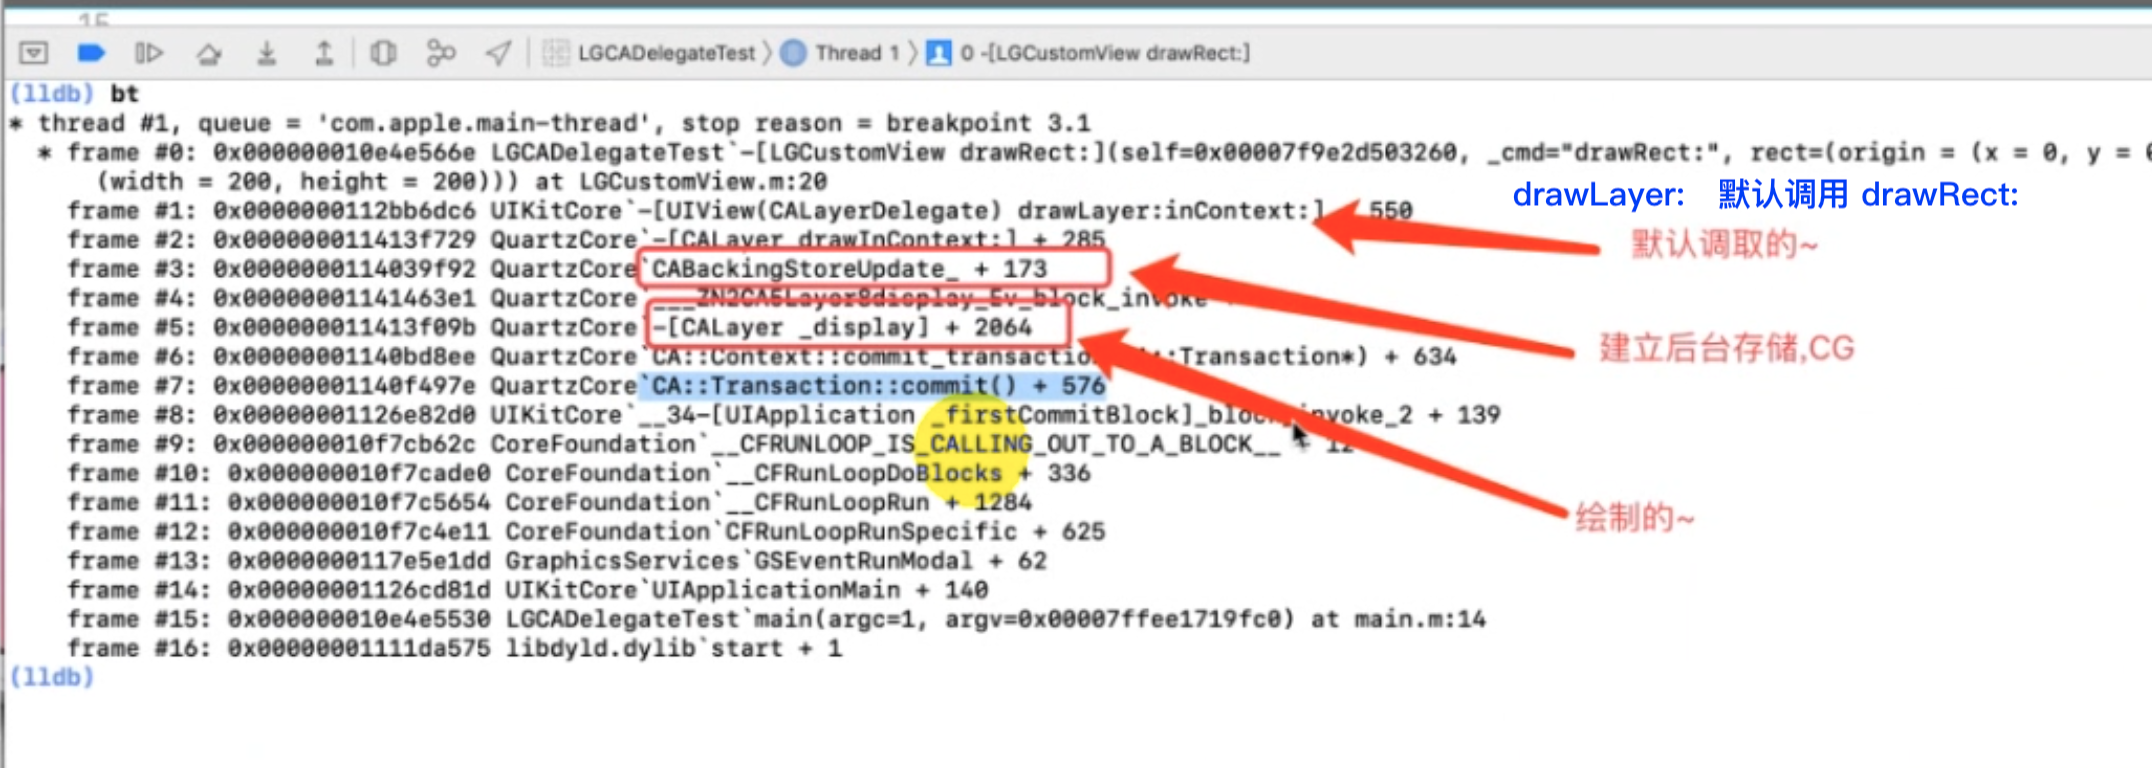 15
LGCADelegateTest 〉 Thread 1 〉 0 -[LGCustomView drawRect:]
(lldb) bt
* thread #1, queue = 'com.apple.main-thread', stop reason = breakpoint 3.1
* frame #0: 0x000000010e4e566e LGCADelegateTest`-[LGCustomView drawRect:](self=0x00007f9e2d503260, _cmd="drawRect:", rect=(origin = (x = 0, y = 0
(width = 200, height = 200))) at LGCustomView.m:20
drawLayer: 默认调用 drawRect:
frame #1: 0x0000000112bb6dc6 UIKitCore`-[UIView(CALayerDelegate) drawLayer:inContext:] 550
默认调取的~
frame #2: 0x000000011413f729 QuartzCore`-[CALayer drawInContext:] + 285
frame #3: 0x0000000114039f92 QuartzCore`CABackingStoreUpdate_ + 173
frame #4: 0x00000001141463e1 QuartzCore`___ZN2CA5Layer8display_Ev_block_invoke
frame #5: 0x000000011413f09b QuartzCore`-[CALayer _display] + 2064
建立后台存储,CG
frame #6: 0x00000001140bd8ee QuartzCore`CA::Context::commit_transactio :Transaction*) + 634
frame #7: 0x00000001140f497e QuartzCore`CA::Transaction::commit() + 576
frame #8: 0x00000001126e82d0 UIKitCore`__34-[UIApplication _firstCommitBlock]_block_invoke_2 + 139
frame #9: 0x000000010f7cb62c CoreFoundation`__CFRUNLOOP_IS_CALLING_OUT_TO_A_BLOCK__ + 12
frame #10: 0x000000010f7cade0 CoreFoundation`__CFRunLoopDoBlocks + 336
frame #11: 0x000000010f7c5654 CoreFoundation`__CFRunLoopRun + 1284
绘制的~
frame #12: 0x000000010f7c4e11 CoreFoundation`CFRunLoopRunSpecific + 625
frame #13: 0x0000000117e5e1dd GraphicsServices`GSEventRunModal + 62
frame #14: 0x00000001126cd81d UIKitCore`UIApplicationMain + 140
frame #15: 0x000000010e4e5530 LGCADelegateTest`main(argc=1, argv=0x00007ffee1719fc0) at main.m:14
frame #16: 0x00000001111da575 libdyld.dylib`start + 1
(lldb)